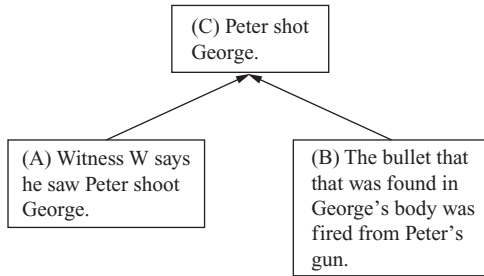 (C) Peter shot
George.
(A) Witness W says
he saw Peter shoot
George.
(B) The bullet that
that was found in
George’s body was
fired from Peter’s
gun.